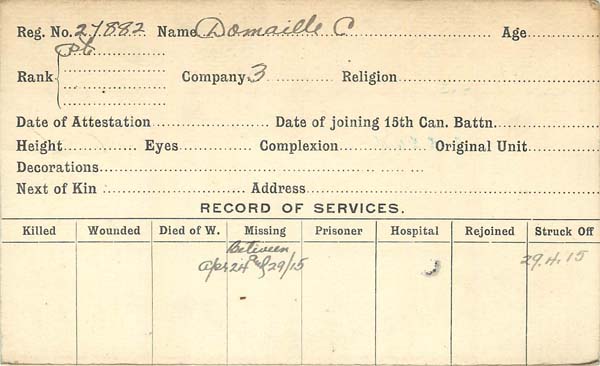 Reg. No. 27882 Name Domaille C Age
Rank Pte Company 3 Religion
Date of Attestation Date of joining 15th Can. Battn.
Height Eyes Complexion Original Unit
Decorations
Next of Kin Address
RECORD OF SERVICES.
Killed Wounded Died of W. Missing Prisoner Hospital Rejoined Struck Off
Between
Apr 24th & 29/15 29.4.15